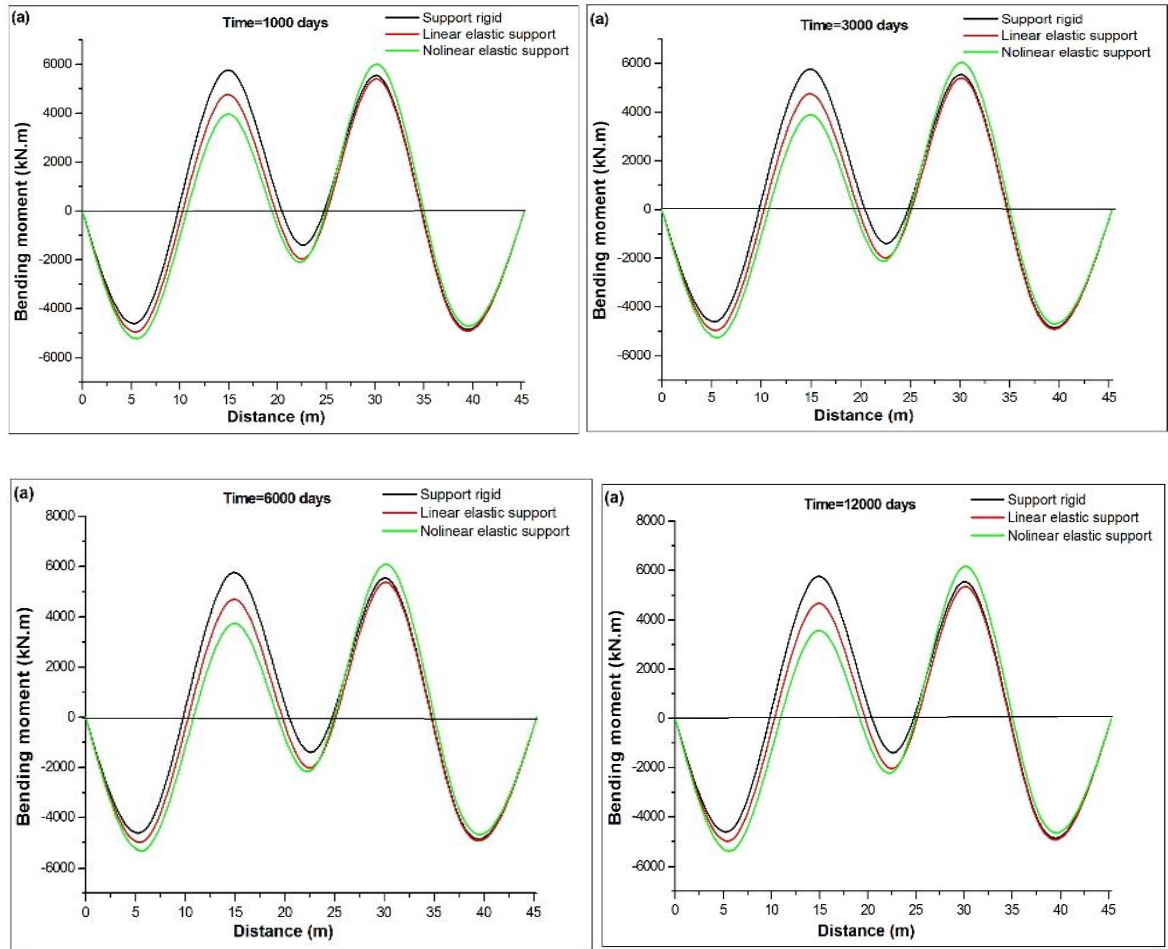 (a)
Time=1000 days
Support rigid
Linear elastic support
Nolinear elastic support
Bending moment (kN.m)
6000
4000
2000
0
-2000
-4000
-6000
0 5 10 15 20 25 30 35 40 45
Distance (m)
(a)
Time=3000 days
Support rigid
Linear elastic support
Nolinear elastic support
Bending moment (kN.m)
6000
4000
2000
0
-2000
-4000
-6000
0 5 10 15 20 25 30 35 40 45
Distance (m)
(a)
Time=6000 days
Support rigid
Linear elastic support
Nolinear elastic support
Bending moment (kN.m)
8000
6000
4000
2000
0
-2000
-4000
-6000
0 5 10 15 20 25 30 35 40 45
Distance (m)
(a)
Time=12000 days
Support rigid
Linear elastic support
Nolinear elastic support
Bending moment (kN.m)
8000
6000
4000
2000
0
-2000
-4000
-6000
0 5 10 15 20 25 30 35 40 45
Distance (m)